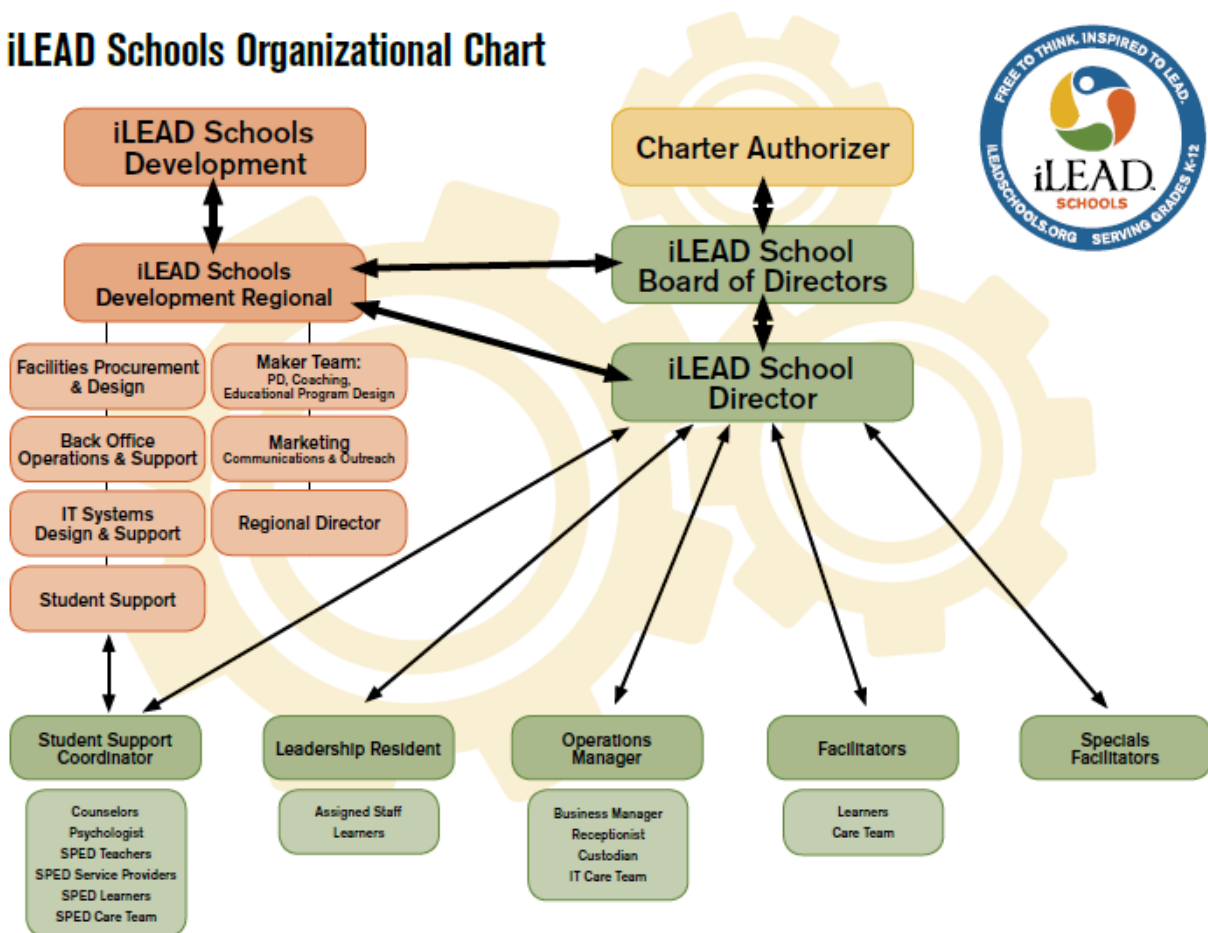 iLEAD Schools Organizational Chart
FREE TO THINK. INSPIRED TO LEAD.
iLEAD
SCHOOLS
ILEADSCHOOLS.ORG SERVING GRADES K-12
iLEAD Schools
Development
Charter Authorizer
iLEAD Schools
Development Regional
iLEAD School
Board of Directors
iLEAD School
Director
Facilities Procurement
& Design
Maker Team:
PD, Coaching,
Educational Program Design
Back Office
Operations & Support
Marketing
Communications & Outreach
IT Systems
Design & Support
Regional Director
Student Support
Student Support
Coordinator
Leadership Resident
Operations
Manager
Facilitators
Specials
Facilitators
Counselors
Psychologist
SPED Teachers
SPED Service Providers
SPED Learners
SPED Care Team
Assigned Staff
Learners
Business Manager
Receptionist
Custodian
IT Care Team
Learners
Care Team